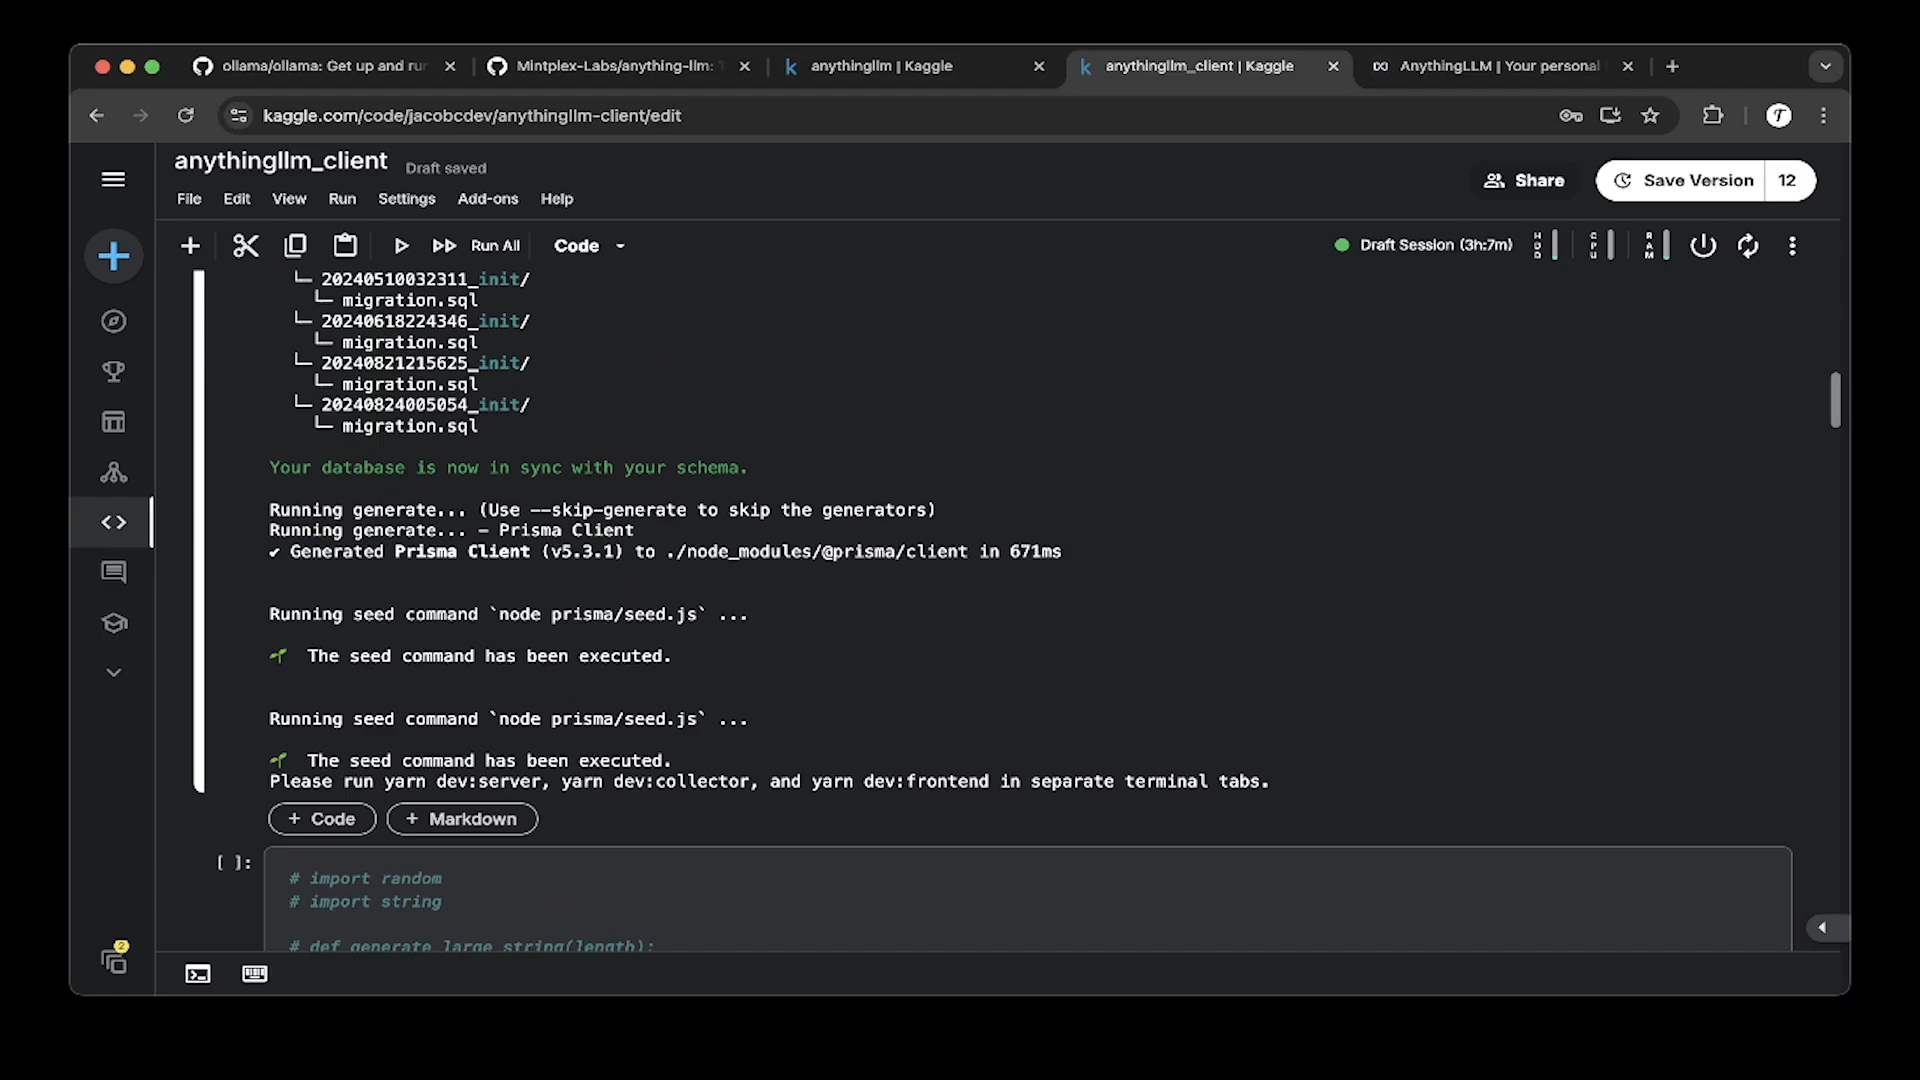 ollama/ollama: Get up and ru
Mintplex-Labs/anything-llm:
anythingllm | Kaggle
anythingllm_client | Kaggle
AnythingLLM | Your personal
kaggle.com/code/jacobcdev/anythingllm-client/edit
anythingllm_client Draft saved
File Edit View Run Settings Add-ons Help
Share
Save Version 12
Run All
Code
Draft Session (3h:7m)
HDD
CPU
RAM
└─ 20240510032311_init/
└─ migration.sql
└─ 20240618224346_init/
└─ migration.sql
└─ 20240821215625_init/
└─ migration.sql
└─ 20240824005054_init/
└─ migration.sql
Your database is now in sync with your schema.
Running generate... (Use --skip-generate to skip the generators)
Running generate... - Prisma Client
✔ Generated Prisma Client (v5.3.1) to ./node_modules/@prisma/client in 671ms
Running seed command `node prisma/seed.js` ...
🌱 The seed command has been executed.
Running seed command `node prisma/seed.js` ...
🌱 The seed command has been executed.
Please run yarn dev:server, yarn dev:collector, and yarn dev:frontend in separate terminal tabs.
+ Code
+ Markdown
[ ]:
# import random
# import string
# def generate_large_string(length):
2